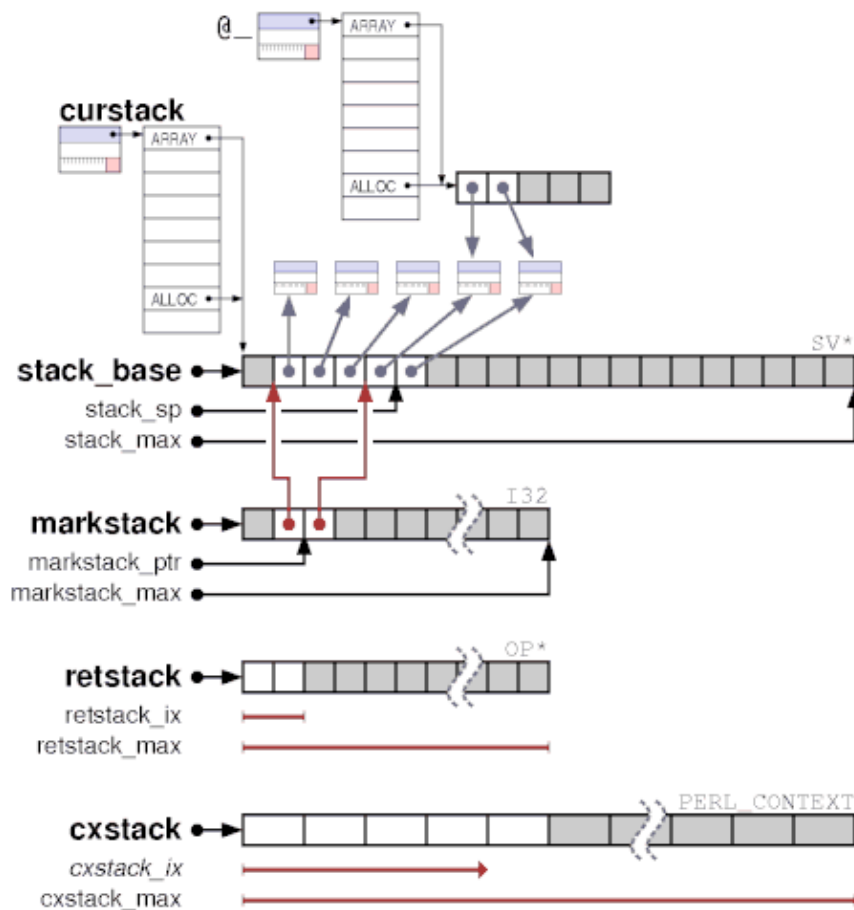 @_
ARRAY
curstack
ARRAY
ALLOC
ALLOC
SV*
stack_base
stack_sp
stack_max
I32
markstack
markstack_ptr
markstack_max
OP*
retstack
retstack_ix
retstack_max
PERL_CONTEXT
cxstack
cxstack_ix
cxstack_max